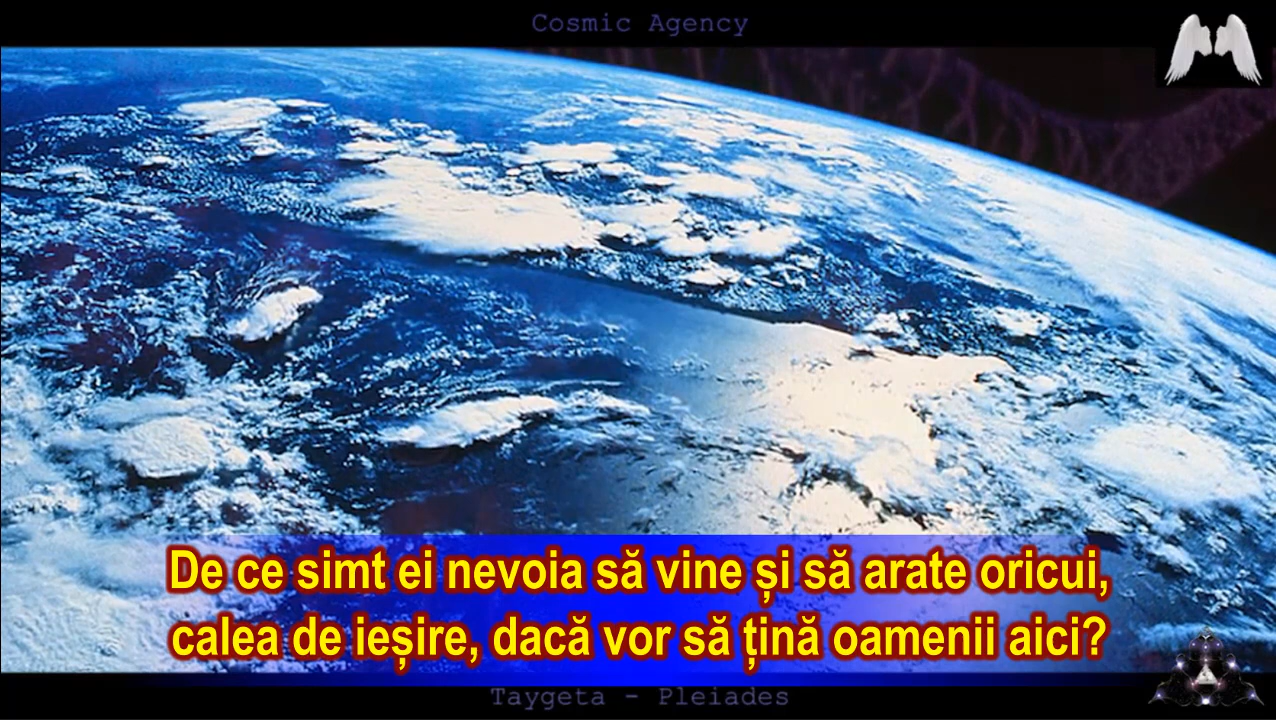 Cosmic Agency
De ce simt ei nevoia să vine și să arate oricui,
calea de ieșire, dacă vor să țină oamenii aici?
Taygeta - Pleiades